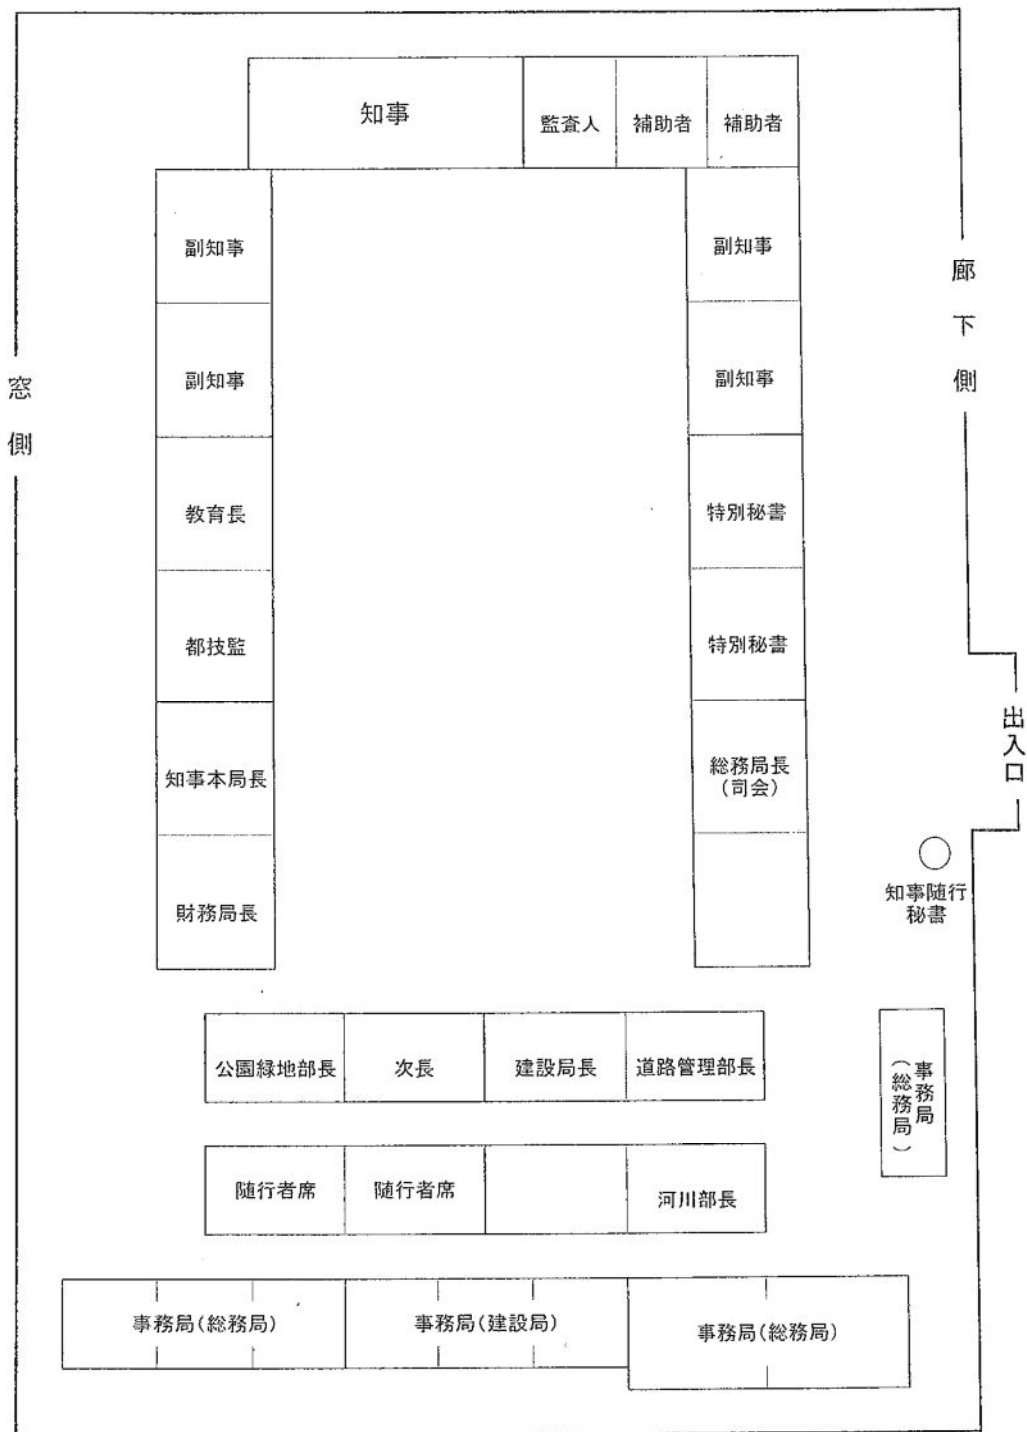 知事
監査人
補助者
補助者
副知事
副知事
副知事
副知事
教育長
特別秘書
都技監
特別秘書
知事本局長
総務局長
(司会)
財務局長
窓側
廊下側
出入口
知事随行
秘書
公園緑地部長
次長
建設局長
道路管理部長
事務局
(総務局)
随行者席
随行者席
河川部長
事務局(総務局)
事務局(建設局)
事務局(総務局)